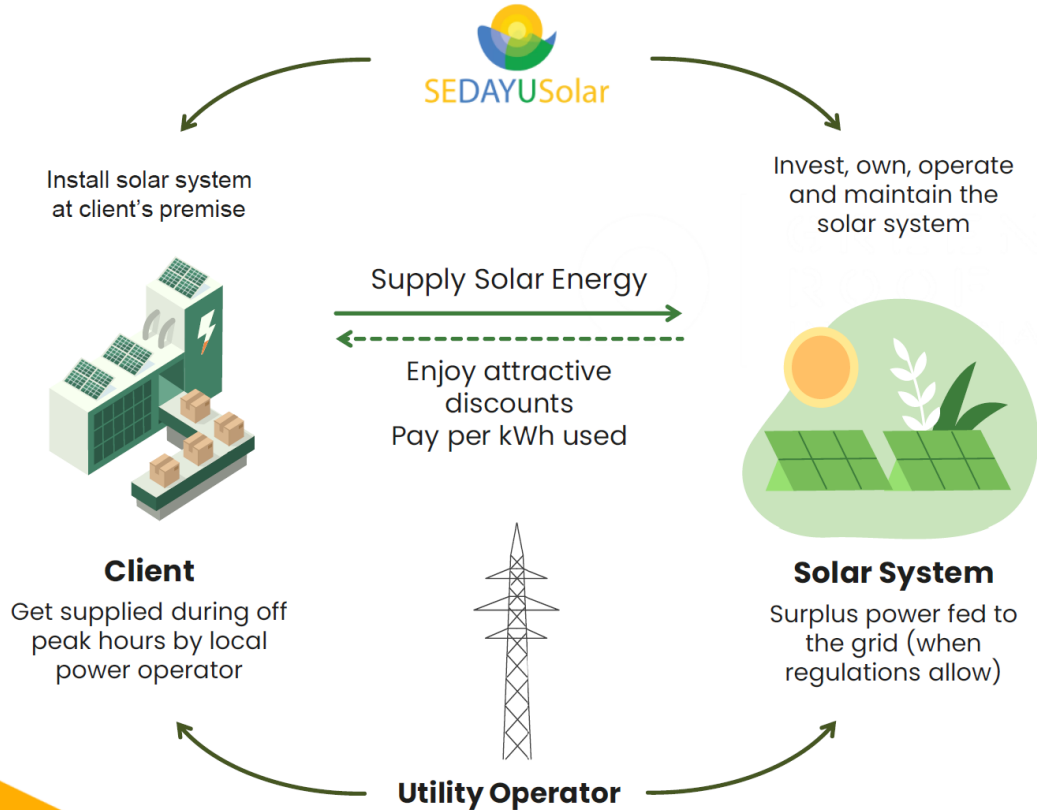 SEDAYUSolar
Install solar system
at client's premise
Invest, own, operate
and maintain the
solar system
Supply Solar Energy
Enjoy attractive
discounts
Pay per kWh used
Client
Get supplied during off
peak hours by local
power operator
Solar System
Surplus power fed to
the grid (when
regulations allow)
Utility Operator